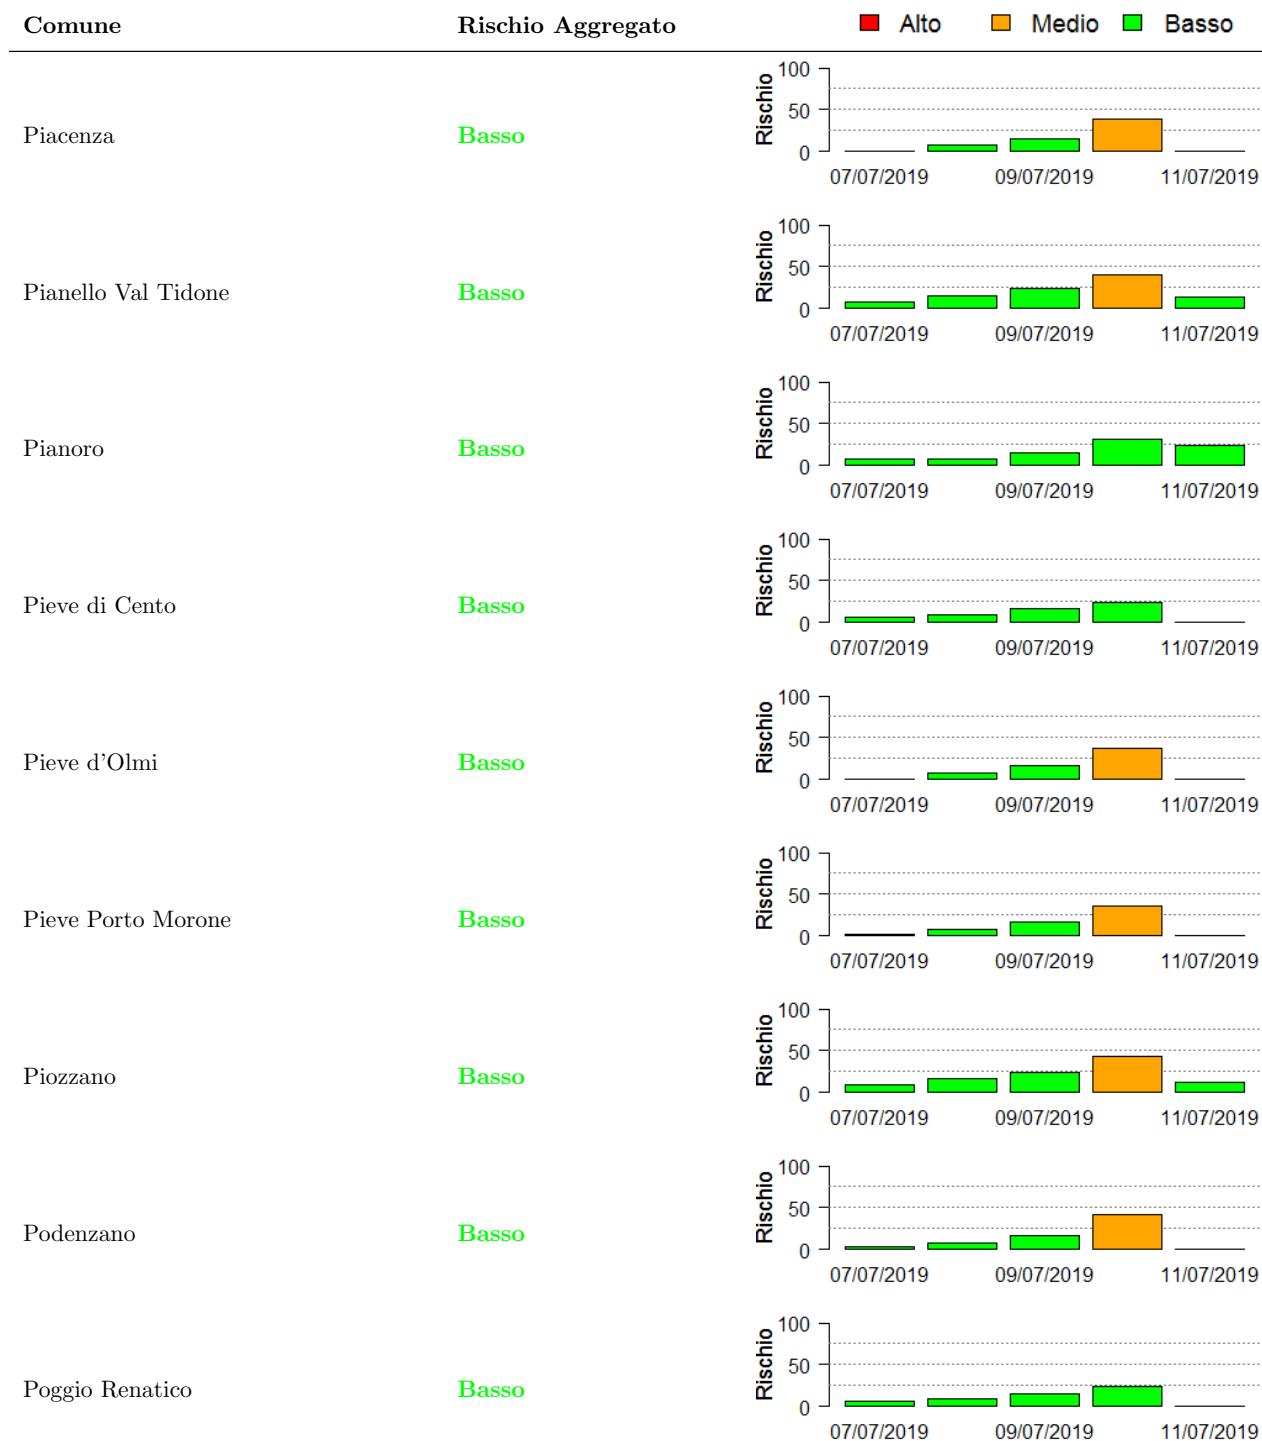 Comune Rischio Aggregato Alto Medio Basso
Piacenza Basso Rischio 100 50 0
07/07/2019 09/07/2019 11/07/2019
Pianello Val Tidone Basso Rischio 100 50 0
07/07/2019 09/07/2019 11/07/2019
Pianoro Basso Rischio 100 50 0
07/07/2019 09/07/2019 11/07/2019
Pieve di Cento Basso Rischio 100 50 0
07/07/2019 09/07/2019 11/07/2019
Pieve d'Olmi Basso Rischio 100 50 0
07/07/2019 09/07/2019 11/07/2019
Pieve Porto Morone Basso Rischio 100 50 0
07/07/2019 09/07/2019 11/07/2019
Piozzano Basso Rischio 100 50 0
07/07/2019 09/07/2019 11/07/2019
Podenzano Basso Rischio 100 50 0
07/07/2019 09/07/2019 11/07/2019
Poggio Renatico Basso Rischio 100 50 0
07/07/2019 09/07/2019 11/07/2019